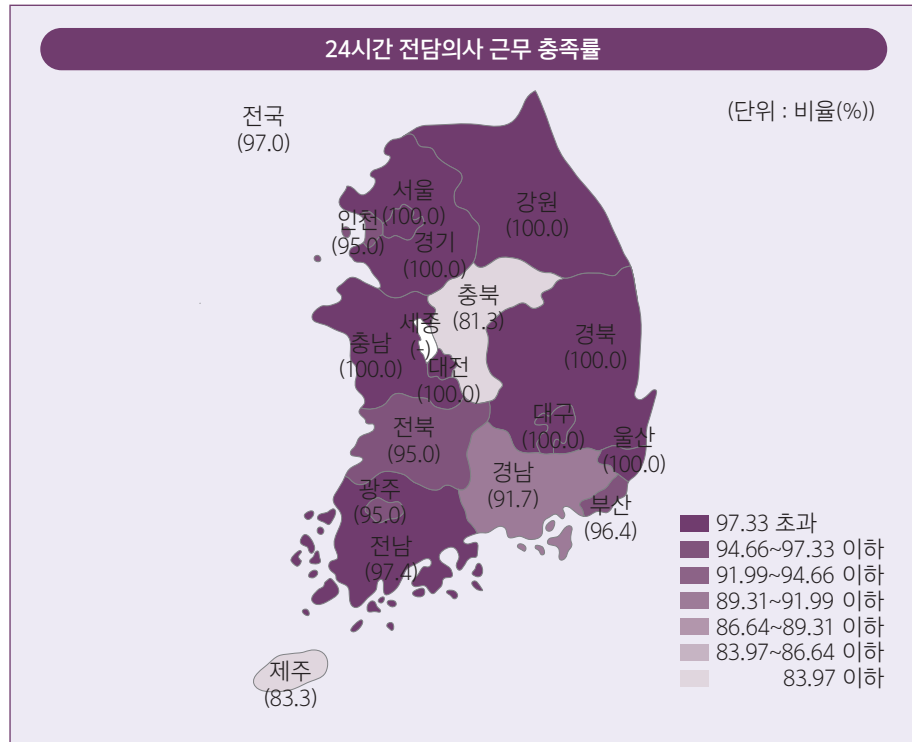 24시간 전담의사 근무 충족률
(단위 : 비율(%))
전국
(97.0)
서울
(100.0)
인천
(95.0)
경기
(100.0)
강원
(100.0)
충북
(81.3)
세종
(-)
충남
(100.0)
대전
(100.0)
경북
(100.0)
대구
(100.0)
울산
(100.0)
전북
(95.0)
경남
(91.7)
부산
(96.4)
광주
(95.0)
전남
(97.4)
제주
(83.3)
97.33 초과
94.66~97.33 이하
91.99~94.66 이하
89.31~91.99 이하
86.64~89.31 이하
83.97~86.64 이하
83.97 이하